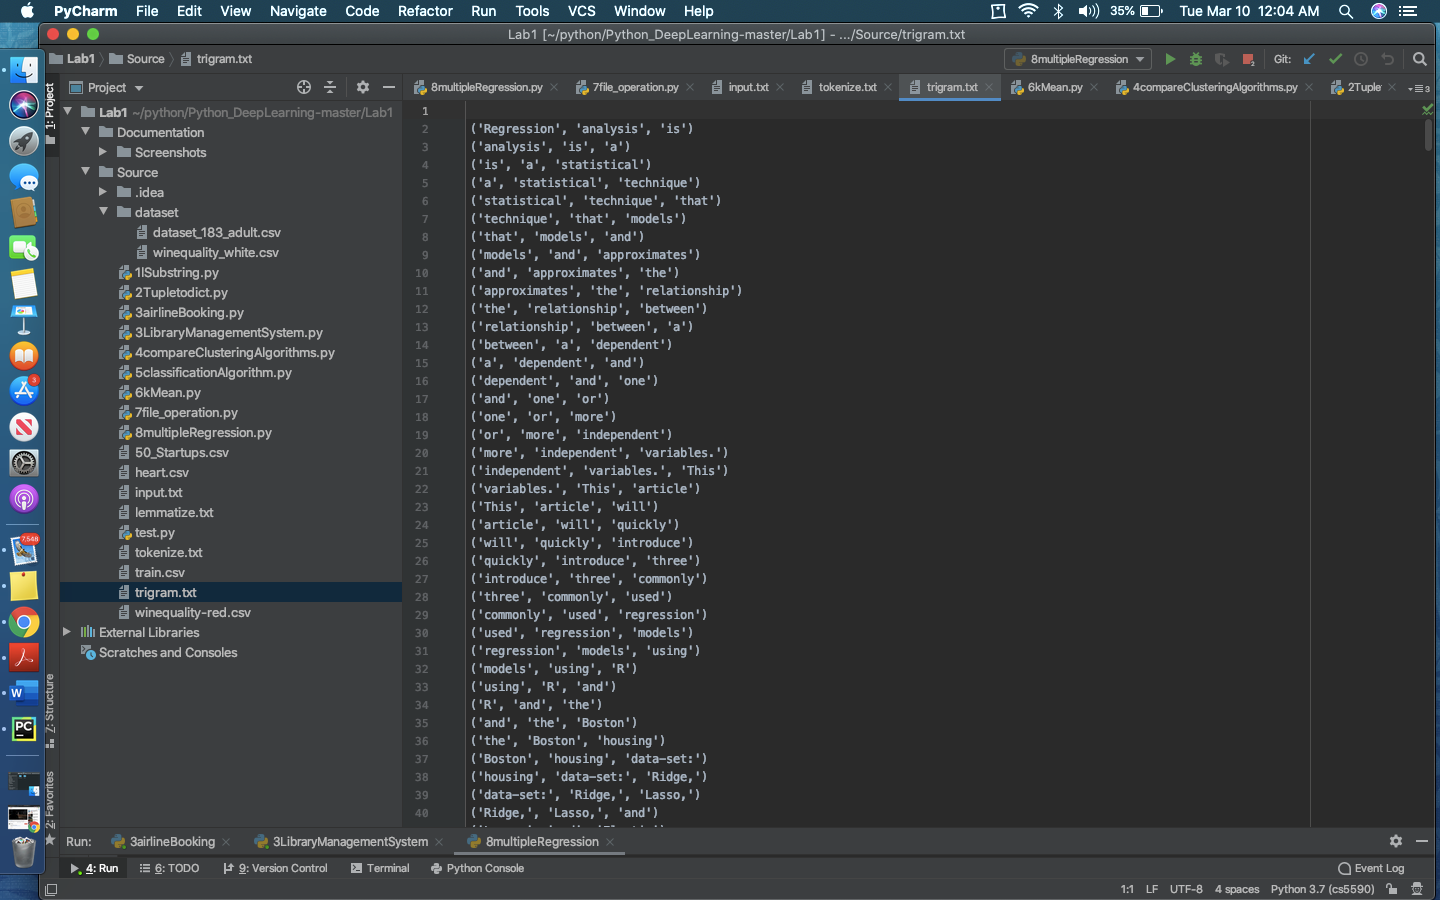 PyCharm File Edit View Navigate Code Refactor Run Tools VCS Window Help 35% Tue Mar 10 12:04 AM
Lab1 [~/python/Python_DeepLearning-master/Lab1] - .../Source/trigram.txt
Lab1 Source trigram.txt 8multipleRegression Git:
Project 8multipleRegression.py 7file_operation.py input.txt tokenize.txt trigram.txt 6kMean.py 4compareClusteringAlgorithms.py 2Tuple 3
1: Project
Lab1 ~/python/Python_DeepLearning-master/Lab1
Documentation
Screenshots
Source
.idea
dataset
dataset_183_adult.csv
winequality_white.csv
1lSubstring.py
2Tupletodict.py
3airlineBooking.py
3LibraryManagementSystem.py
4compareClusteringAlgorithms.py
5classificationAlgorithm.py
6kMean.py
7file_operation.py
8multipleRegression.py
50_Startups.csv
heart.csv
input.txt
lemmatize.txt
test.py
tokenize.txt
train.csv
trigram.txt
winequality-red.csv
External Libraries
Scratches and Consoles
7: Structure
2: Favorites
3
7,548
W
PC
1
2 ('Regression', 'analysis', 'is')
3 ('analysis', 'is', 'a')
4 ('is', 'a', 'statistical')
5 ('a', 'statistical', 'technique')
6 ('statistical', 'technique', 'that')
7 ('technique', 'that', 'models')
8 ('that', 'models', 'and')
9 ('models', 'and', 'approximates')
10 ('and', 'approximates', 'the')
11 ('approximates', 'the', 'relationship')
12 ('the', 'relationship', 'between')
13 ('relationship', 'between', 'a')
14 ('between', 'a', 'dependent')
15 ('a', 'dependent', 'and')
16 ('dependent', 'and', 'one')
17 ('and', 'one', 'or')
18 ('one', 'or', 'more')
19 ('or', 'more', 'independent')
20 ('more', 'independent', 'variables.')
21 ('independent', 'variables.', 'This')
22 ('variables.', 'This', 'article')
23 ('This', 'article', 'will')
24 ('article', 'will', 'quickly')
25 ('will', 'quickly', 'introduce')
26 ('quickly', 'introduce', 'three')
27 ('introduce', 'three', 'commonly')
28 ('three', 'commonly', 'used')
29 ('commonly', 'used', 'regression')
30 ('used', 'regression', 'models')
31 ('regression', 'models', 'using')
32 ('models', 'using', 'R')
33 ('using', 'R', 'and')
34 ('R', 'and', 'the')
35 ('and', 'the', 'Boston')
36 ('the', 'Boston', 'housing')
37 ('Boston', 'housing', 'data-set:')
38 ('housing', 'data-set:', 'Ridge,')
39 ('data-set:', 'Ridge,', 'Lasso,')
40 ('Ridge,', 'Lasso,', 'and')
Run: 3airlineBooking 3LibraryManagementSystem 8multipleRegression
4: Run 6: TODO 9: Version Control Terminal Python Console Event Log
1:1 LF UTF-8 4 spaces Python 3.7 (cs5590)